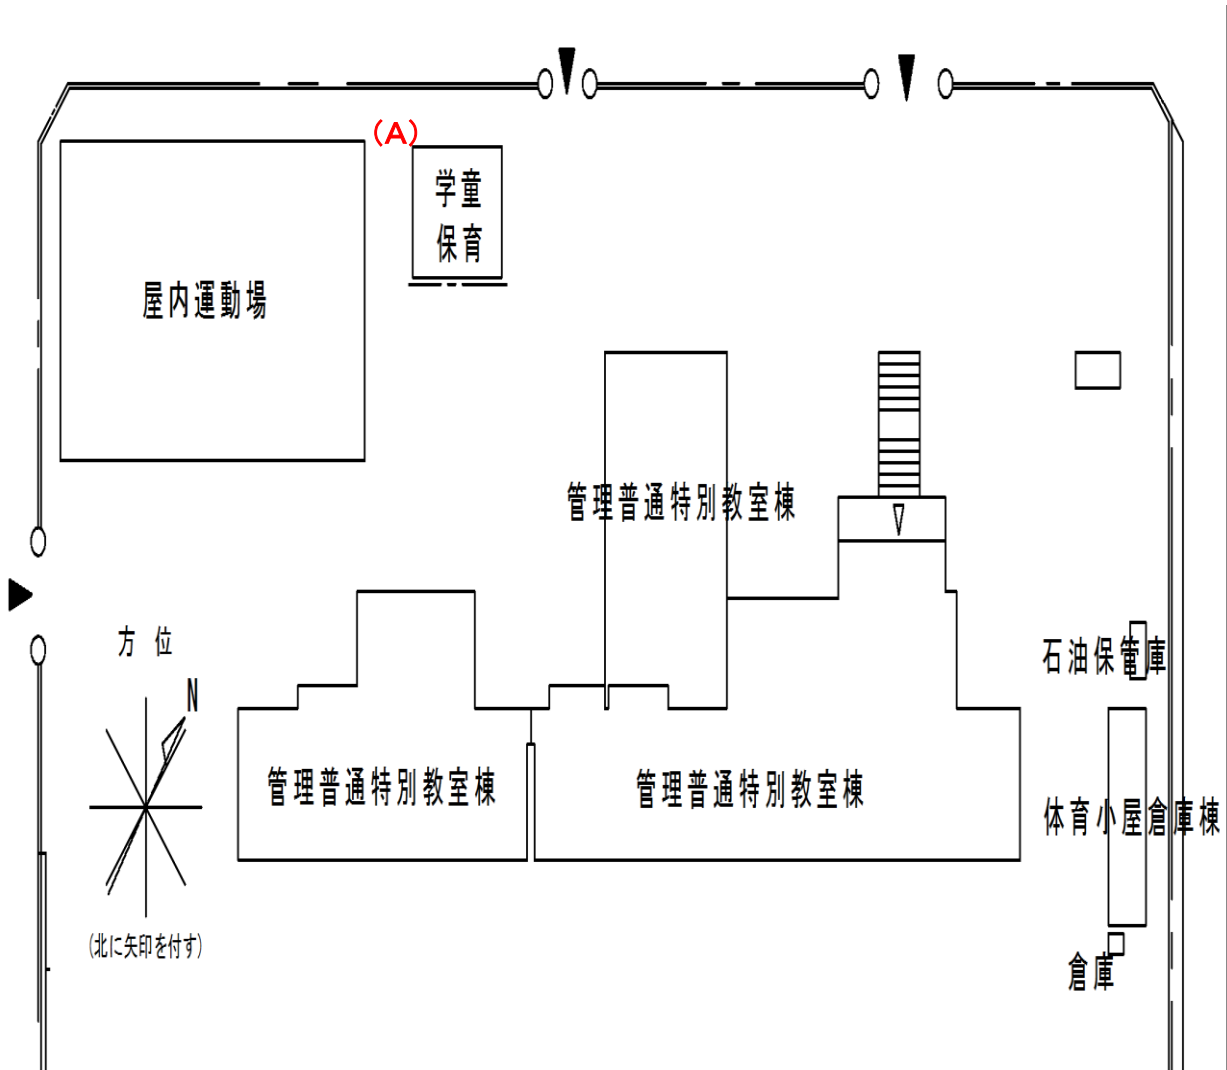 (A)
学童
保育
屋内運動場
管理普通特別教室棟
方 位
N
石油保管庫
管理普通特別教室棟
管理普通特別教室棟
体育小屋倉庫棟
(北に矢印を付す)
倉庫